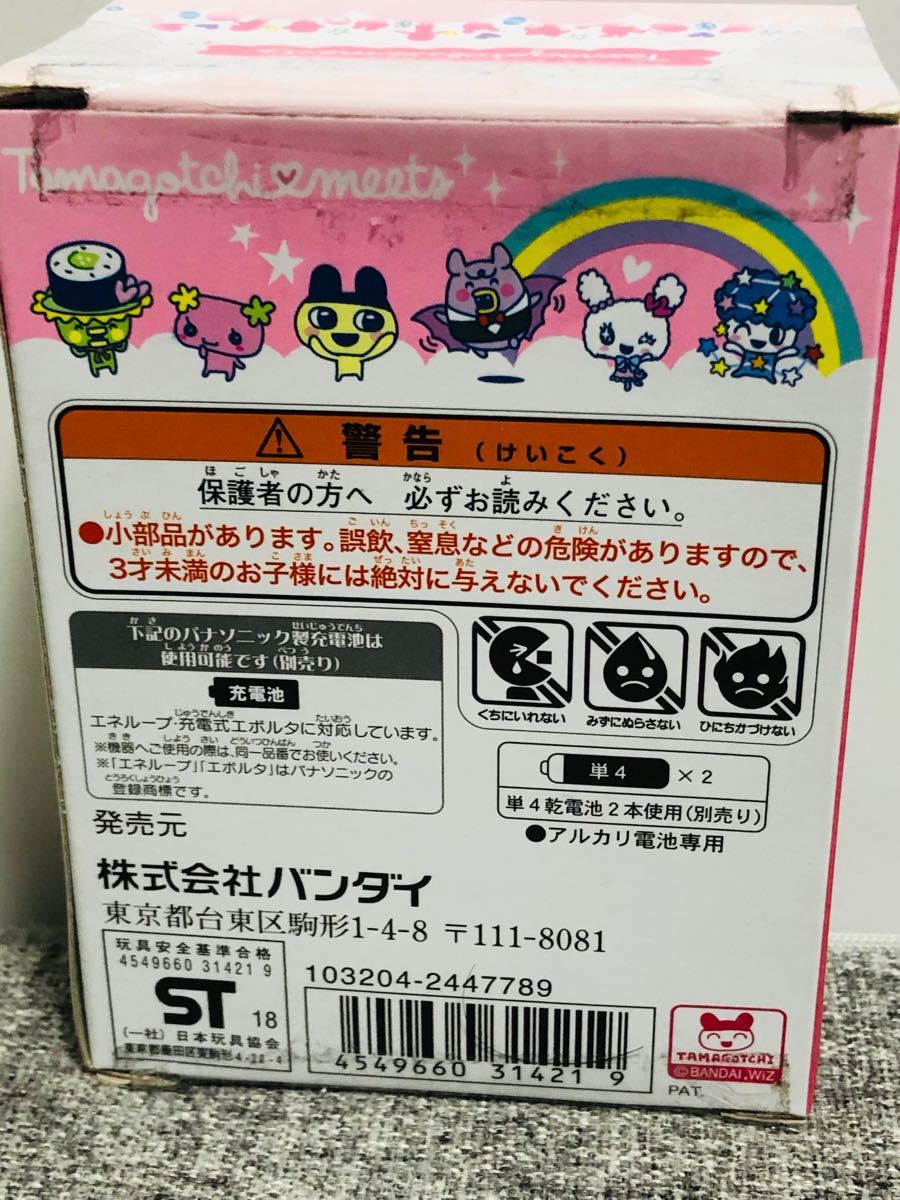 Tamagotchi meets
警告 (けいこく)
保護者の方へ 必ずお読みください。
●小部品があります。誤飲、窒息などの危険がありますので、
3才未満のお子様には絶対に与えないでください。
下記のパナソニック製充電池は
使用可能です(別売り)
充電池
エネループ・充電式エボルタに対応しています。
※機器へご使用の際は、同一品番でお使いください。
※「エネループ」「エボルタ」はパナソニックの
登録商標です。
くちにいれない
みずにぬらさない
ひにちかづけない
単4 ×2
単4乾電池2本使用(別売り)
●アルカリ電池専用
発売元
株式会社バンダイ
東京都台東区駒形1-4-8 〒111-8081
玩具安全基準合格
4549660 31421 9
ST 18
(一社)日本玩具協会
東京都墨田区東駒形4-22-4
103204-2447789
4549660 314219
TAMAGOTCHI
©BANDAI,WiZ
PAT.